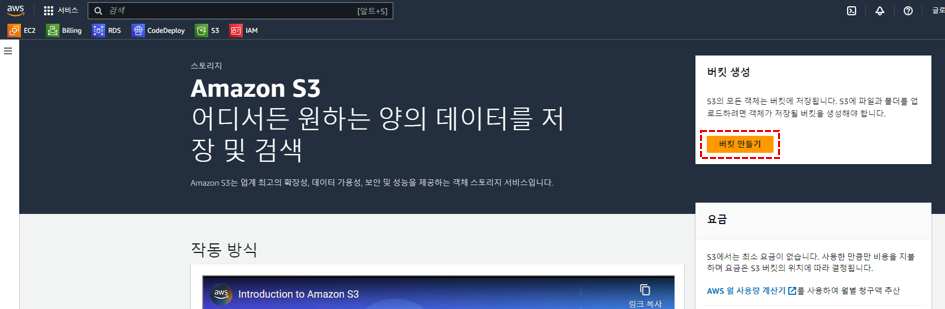 aws
서비스
검색
[알트+S]
글로
EC2
Billing
RDS
CodeDeploy
S3
IAM
스토리지
Amazon S3
어디서든 원하는 양의 데이터를 저
장 및 검색
Amazon S3는 업계 최고의 확장성, 데이터 가용성, 보안 및 성능을 제공하는 객체 스토리지 서비스입니다.
버킷 생성
S3의 모든 객체는 버킷에 저장됩니다. S3에 파일과 폴더를 업
로드하려면 객체가 저장될 버킷을 생성해야 합니다.
버킷 만들기
작동 방식
aws
Introduction to Amazon S3
링크 복사
요금
S3에서는 최소 요금이 없습니다. 사용한 만큼만 비용을 지불
하며 요금은 S3 버킷의 위치에 따라 결정됩니다.
AWS 월 사용량 계산기를 사용하여 월별 청구액 추산